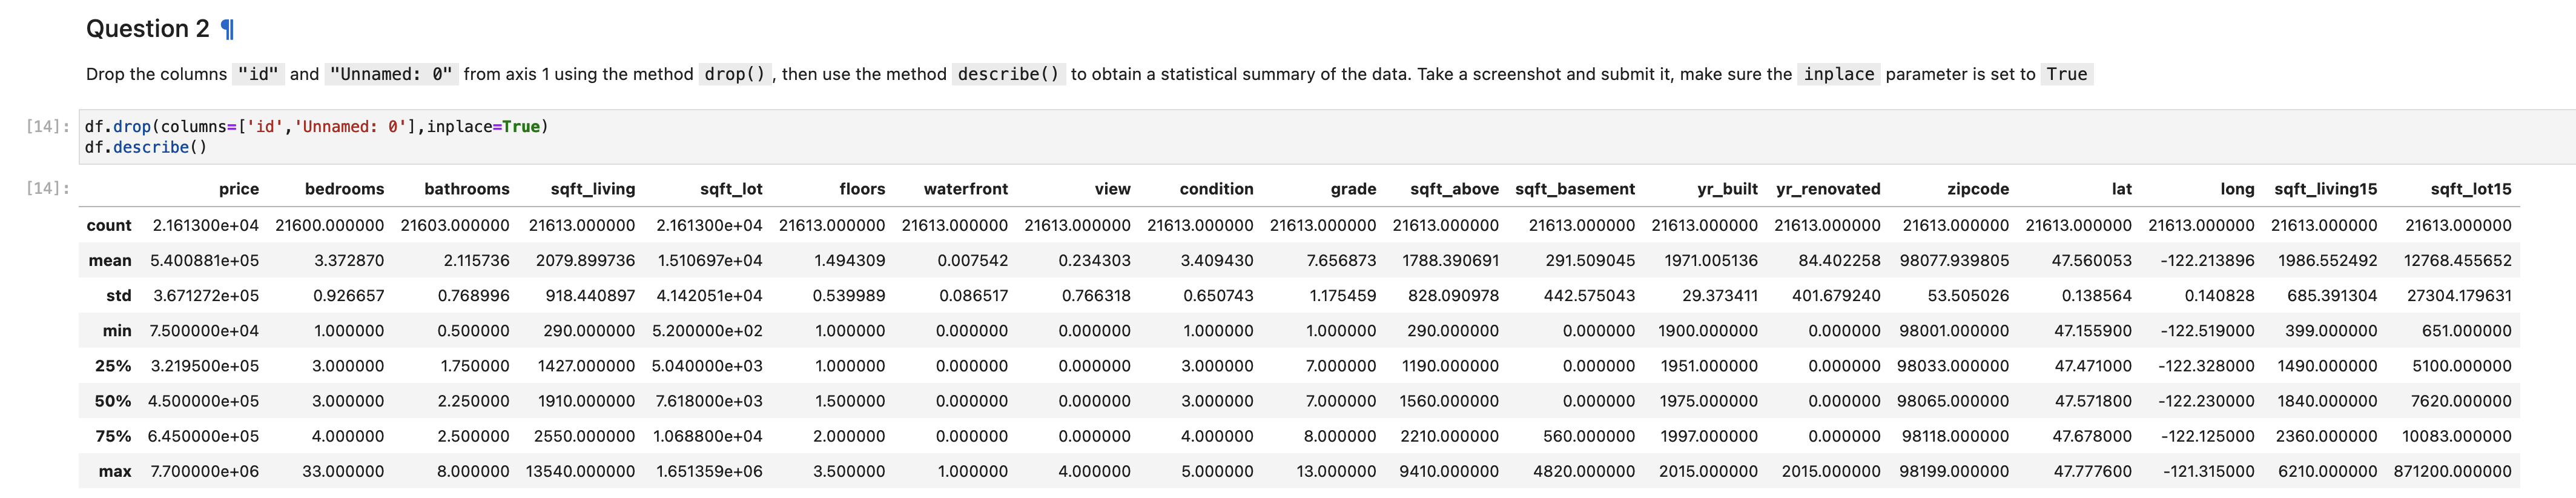 Question 2 ¶
Drop the columns "id" and "Unnamed: 0" from axis 1 using the method drop(), then use the method describe() to obtain a statistical summary of the data. Take a screenshot and submit it, make sure the inplace parameter is set to True
[14]: df.drop(columns=['id','Unnamed: 0'],inplace=True)
df.describe()
[14]: price bedrooms bathrooms sqft_living sqft_lot floors waterfront view condition grade sqft_above sqft_basement yr_built yr_renovated zipcode lat long sqft_living15 sqft_lot15
count 2.161300e+04 21600.000000 21603.000000 21613.000000 2.161300e+04 21613.000000 21613.000000 21613.000000 21613.000000 21613.000000 21613.000000 21613.000000 21613.000000 21613.000000 21613.000000 21613.000000 21613.000000 21613.000000 21613.000000
mean 5.400881e+05 3.372870 2.115736 2079.899736 1.510697e+04 1.494309 0.007542 0.234303 3.409430 7.656873 1788.390691 291.509045 1971.005136 84.402258 98077.939805 47.560053 -122.213896 1986.552492 12768.455652
std 3.671272e+05 0.926657 0.768996 918.440897 4.142051e+04 0.539989 0.086517 0.766318 0.650743 1.175459 828.090978 442.575043 29.373411 401.679240 53.505026 0.138564 0.140828 685.391304 27304.179631
min 7.500000e+04 1.000000 0.500000 290.000000 5.200000e+02 1.000000 0.000000 0.000000 1.000000 1.000000 290.000000 0.000000 1900.000000 0.000000 98001.000000 47.155900 -122.519000 399.000000 651.000000
25% 3.219500e+05 3.000000 1.750000 1427.000000 5.040000e+03 1.000000 0.000000 0.000000 3.000000 7.000000 1190.000000 0.000000 1951.000000 0.000000 98033.000000 47.471000 -122.328000 1490.000000 5100.000000
50% 4.500000e+05 3.000000 2.250000 1910.000000 7.618000e+03 1.500000 0.000000 0.000000 3.000000 7.000000 1560.000000 0.000000 1975.000000 0.000000 98065.000000 47.571800 -122.230000 1840.000000 7620.000000
75% 6.450000e+05 4.000000 2.500000 2550.000000 1.068800e+04 2.000000 0.000000 0.000000 4.000000 8.000000 2210.000000 560.000000 1997.000000 0.000000 98118.000000 47.678000 -122.125000 2360.000000 10083.000000
max 7.700000e+06 33.000000 8.000000 13540.000000 1.651359e+06 3.500000 1.000000 4.000000 5.000000 13.000000 9410.000000 4820.000000 2015.000000 2015.000000 98199.000000 47.777600 -121.315000 6210.000000 871200.000000